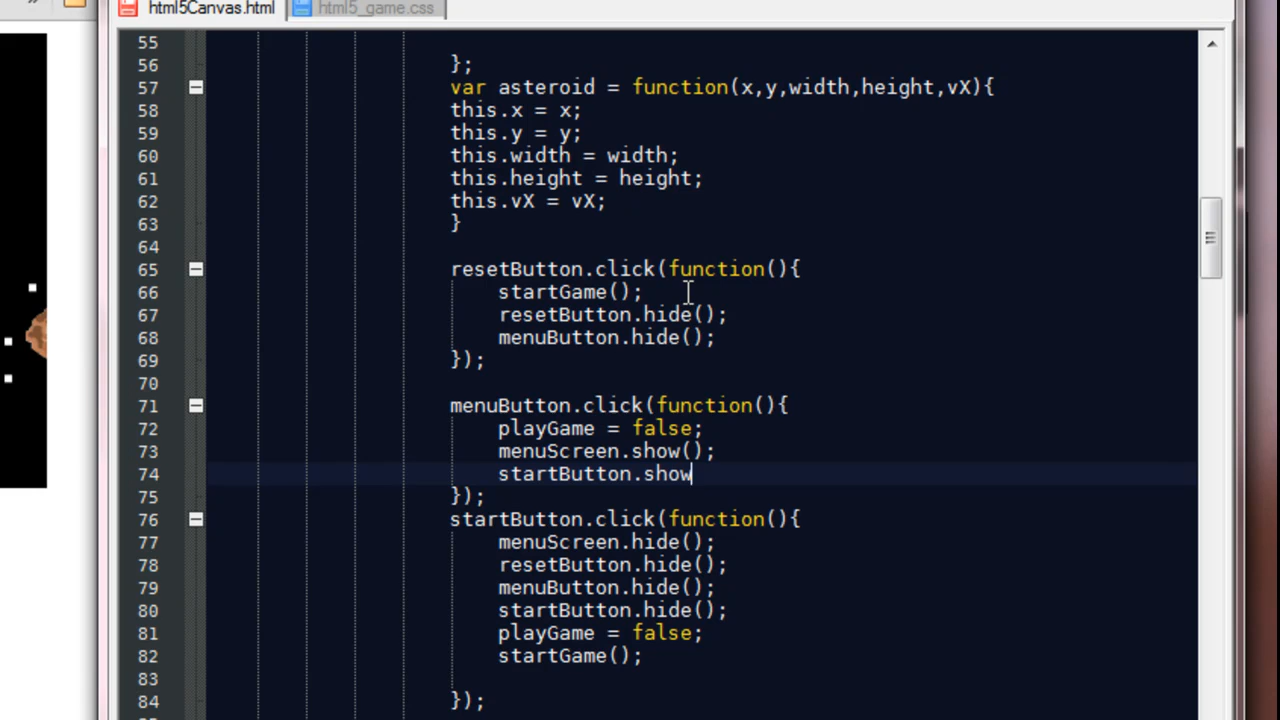 html5Canvas.html html5_game.css
55
56 };
57 var asteroid = function(x,y,width,height,vX){
58 this.x = x;
59 this.y = y;
60 this.width = width;
61 this.height = height;
62 this.vX = vX;
63 }
64
65 resetButton.click(function(){
66 startGame();
67 resetButton.hide();
68 menuButton.hide();
69 });
70
71 menuButton.click(function(){
72 playGame = false;
73 menuScreen.show();
74 startButton.show
75 });
76 startButton.click(function(){
77 menuScreen.hide();
78 resetButton.hide();
79 menuButton.hide();
80 startButton.hide();
81 playGame = false;
82 startGame();
83
84 });